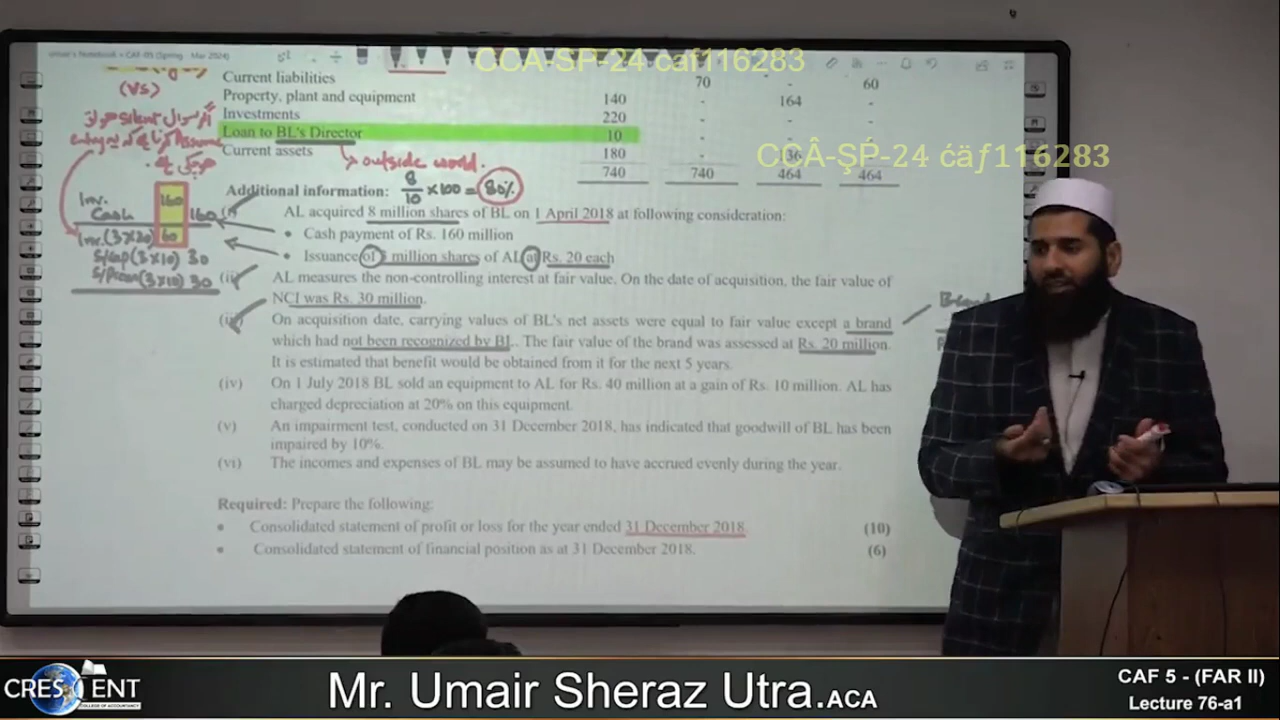 CCA-SP-24 caf116283
Current liabilities 70 - 60
Property, plant and equipment 140 - 164 -
Investments 220 - - -
Loan to BL's Director 10 - - -
outside world.
Current assets 180 - 136 -
CCÂ-ŞṔ-24 ćäƒ116283
740 740 464 464
(VS)
Additional information: 8/10 x100 = 80%
(i) AL acquired 8 million shares of BL on 1 April 2018 at following consideration:
• Cash payment of Rs. 160 million
• Issuance of 3 million shares of AL at Rs. 20 each
Inv. 160
Cash 160
Inv. (3x20) 60
S/Cap (3x10) 30
S/Prem (3x10) 30
(ii) AL measures the non-controlling interest at fair value. On the date of acquisition, the fair value of
NCI was Rs. 30 million.
(iii) On acquisition date, carrying values of BL's net assets were equal to fair value except a brand
which had not been recognized by BL. The fair value of the brand was assessed at Rs. 20 million.
It is estimated that benefit would be obtained from it for the next 5 years.
(iv) On 1 July 2018 BL sold an equipment to AL for Rs. 40 million at a gain of Rs. 10 million. AL has
charged depreciation at 20% on this equipment.
(v) An impairment test, conducted on 31 December 2018, has indicated that goodwill of BL has been
impaired by 10%.
(vi) The incomes and expenses of BL may be assumed to have accrued evenly during the year.
Required: Prepare the following:
• Consolidated statement of profit or loss for the year ended 31 December 2018. (10)
• Consolidated statement of financial position as at 31 December 2018. (6)
CRESCENT
COLLEGE OF ACCOUNTANCY
Mr. Umair Sheraz Utra.ACA
CAF 5 - (FAR II)
Lecture 76-a1